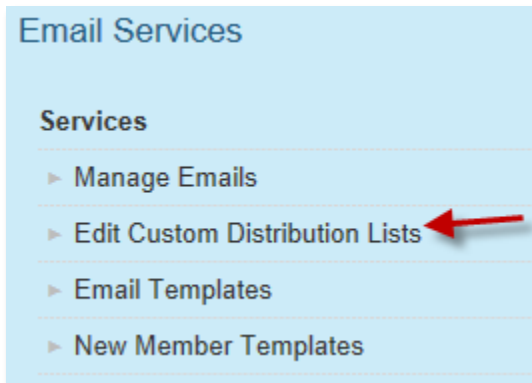 Email Services
Services
Manage Emails
Edit Custom Distribution Lists
Email Templates
New Member Templates